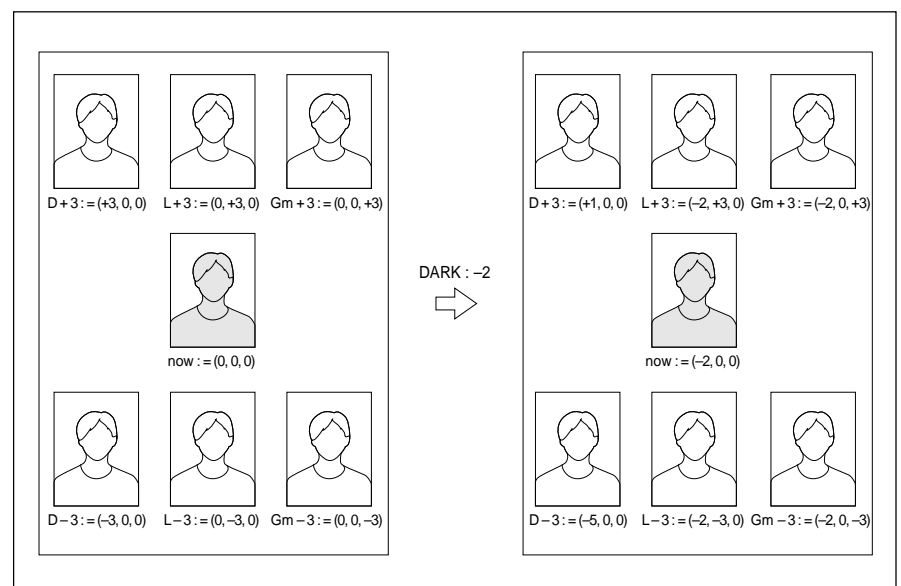 D + 3 : = (+3, 0, 0) L + 3 : = (0, +3, 0) Gm + 3 : = (0, 0, +3)
now : = (0, 0, 0)
D – 3 : = (–3, 0, 0) L – 3 : = (0, –3, 0) Gm – 3 : = (0, 0, –3)
DARK : –2
D + 3 : = (+1, 0, 0) L + 3 : = (–2, +3, 0) Gm + 3 : = (–2, 0, +3)
now : = (–2, 0, 0)
D – 3 : = (–5, 0, 0) L – 3 : = (–2, –3, 0) Gm – 3 : = (–2, 0, –3)